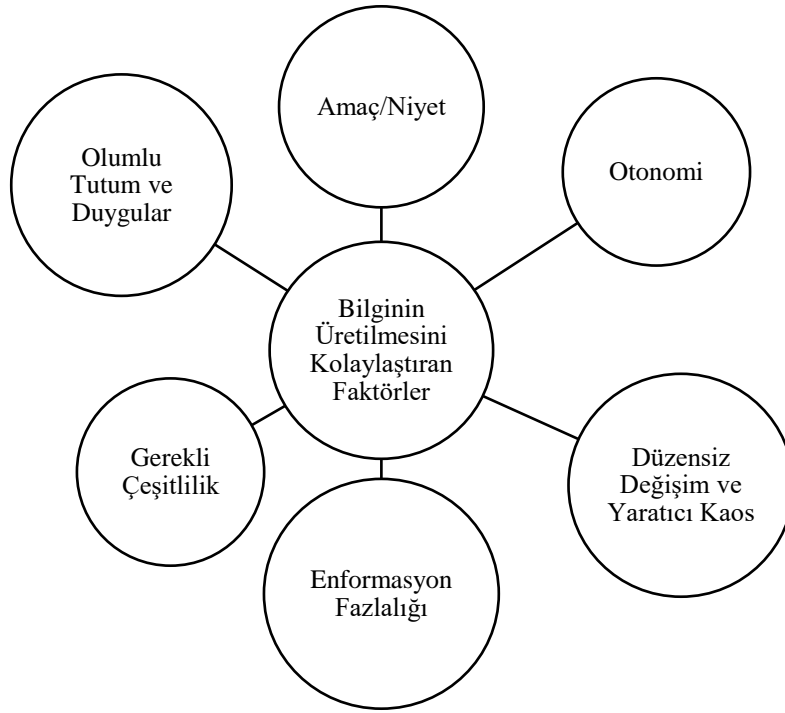 Amaç/Niyet
Otonomi
Düzensiz
Değişim ve
Yaratıcı Kaos
Enformasyon
Fazlalığı
Gerekli
Çeşitlilik
Olumlu
Tutum ve
Duygular
Bilginin
Üretilmesini
Kolaylaştıran
Faktörler